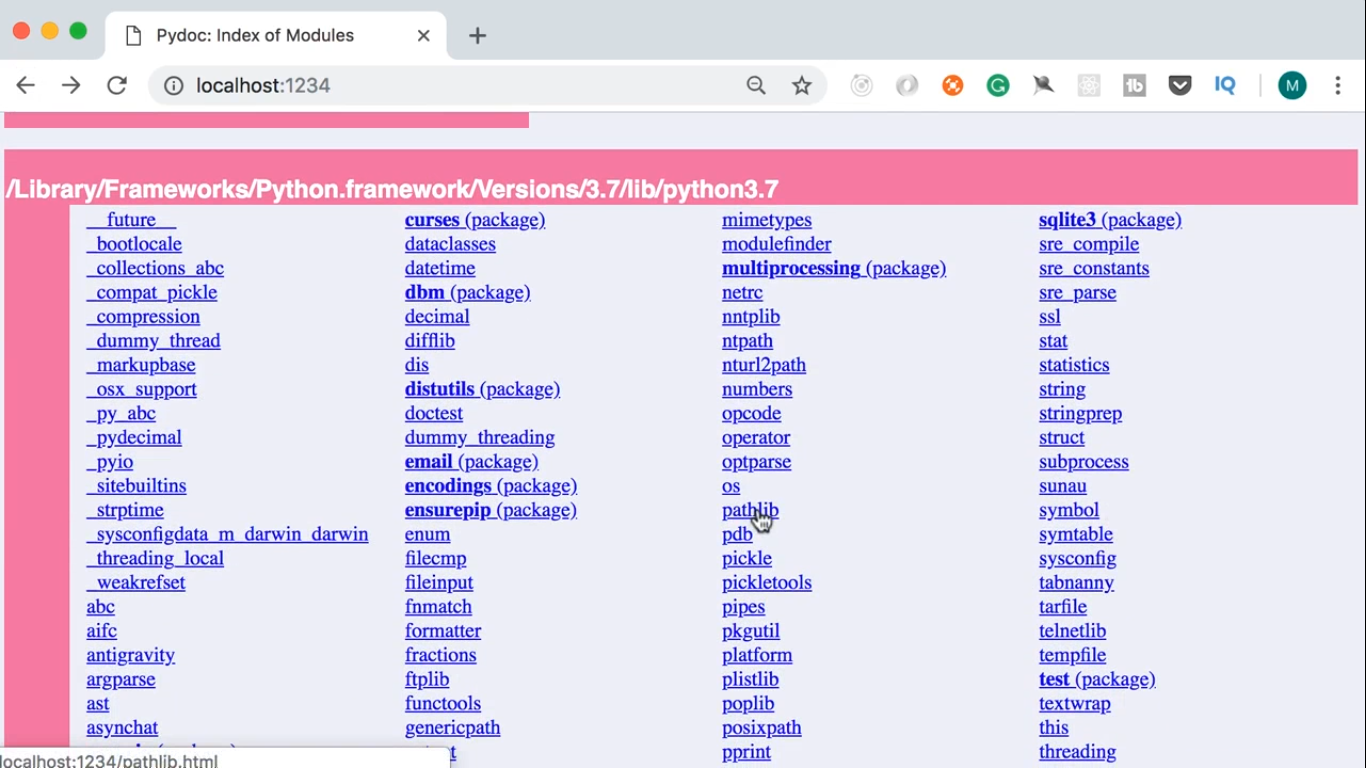 Pydoc: Index of Modules
localhost:1234
G
tb
IQ
M
/Library/Frameworks/Python.framework/Versions/3.7/lib/python3.7
__future__
_bootlocale
_collections_abc
_compat_pickle
_compression
_dummy_thread
_markupbase
_osx_support
_py_abc
_pydecimal
_pyio
_sitebuiltins
_strptime
_sysconfigdata_m_darwin_darwin
_threading_local
_weakrefset
abc
aifc
antigravity
argparse
ast
asynchat
curses (package)
dataclasses
datetime
dbm (package)
decimal
difflib
dis
distutils (package)
doctest
dummy_threading
email (package)
encodings (package)
ensurepip (package)
enum
filecmp
fileinput
fnmatch
formatter
fractions
ftplib
functools
genericpath
mimetypes
modulefinder
multiprocessing (package)
netrc
nntplib
ntpath
nturl2path
numbers
opcode
operator
optparse
os
pathlib
pdb
pickle
pickletools
pipes
pkgutil
platform
plistlib
poplib
posixpath
pprint
sqlite3 (package)
sre_compile
sre_constants
sre_parse
ssl
stat
statistics
string
stringprep
struct
subprocess
sunau
symbol
symtable
sysconfig
tabnanny
tarfile
telnetlib
tempfile
test (package)
textwrap
this
threading
localhost:1234/pathlib.html